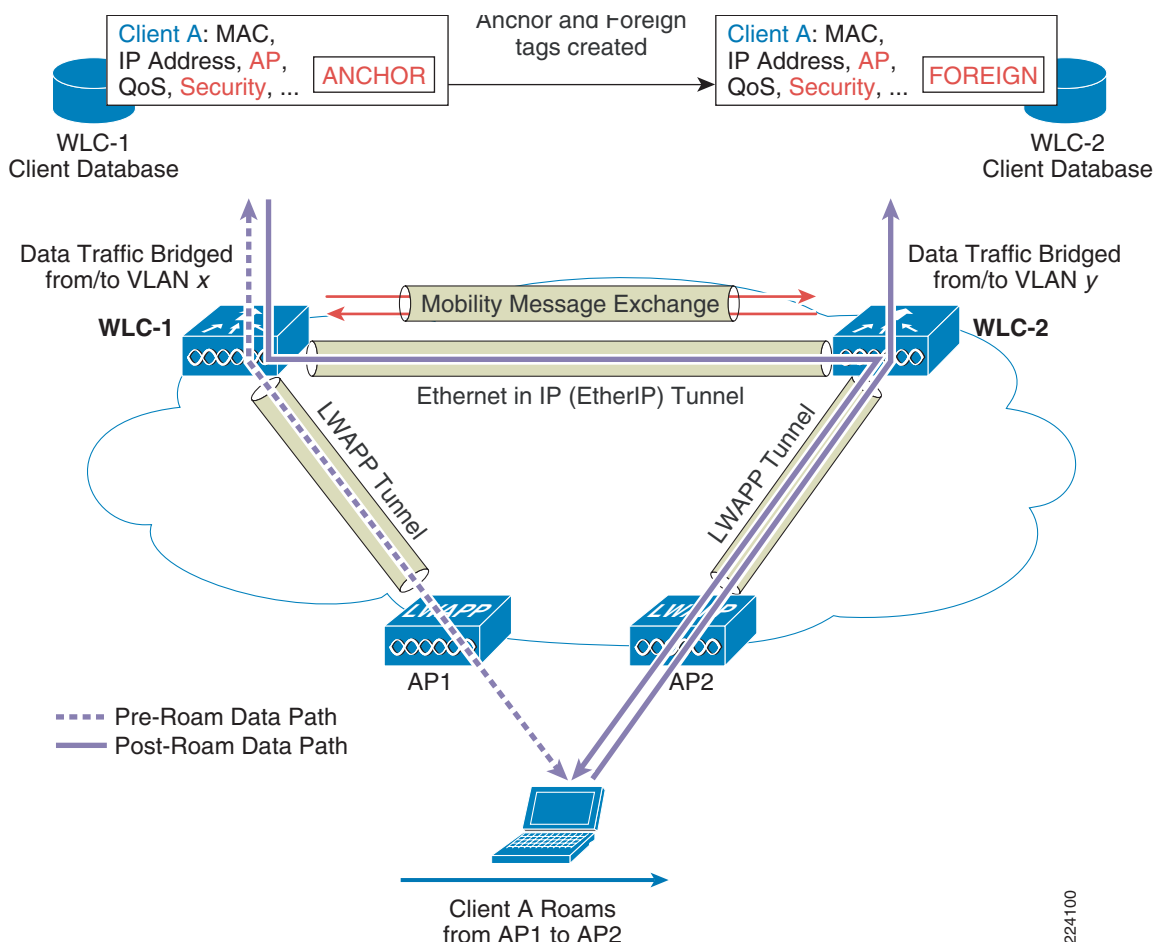 Anchor and Foreign
tags created
Client A: MAC,
IP Address, AP,
QoS, Security, ...
ANCHOR
Client A: MAC,
IP Address, AP,
QoS, Security, ...
FOREIGN
WLC-1
Client Database
WLC-2
Client Database
Data Traffic Bridged
from/to VLAN x
Data Traffic Bridged
from/to VLAN y
Mobility Message Exchange
WLC-1
WLC-2
Ethernet in IP (EtherIP) Tunnel
LWAPP Tunnel
LWAPP Tunnel
LWAPP
LWAPP
AP1
AP2
Pre-Roam Data Path
Post-Roam Data Path
Client A Roams
from AP1 to AP2
224100